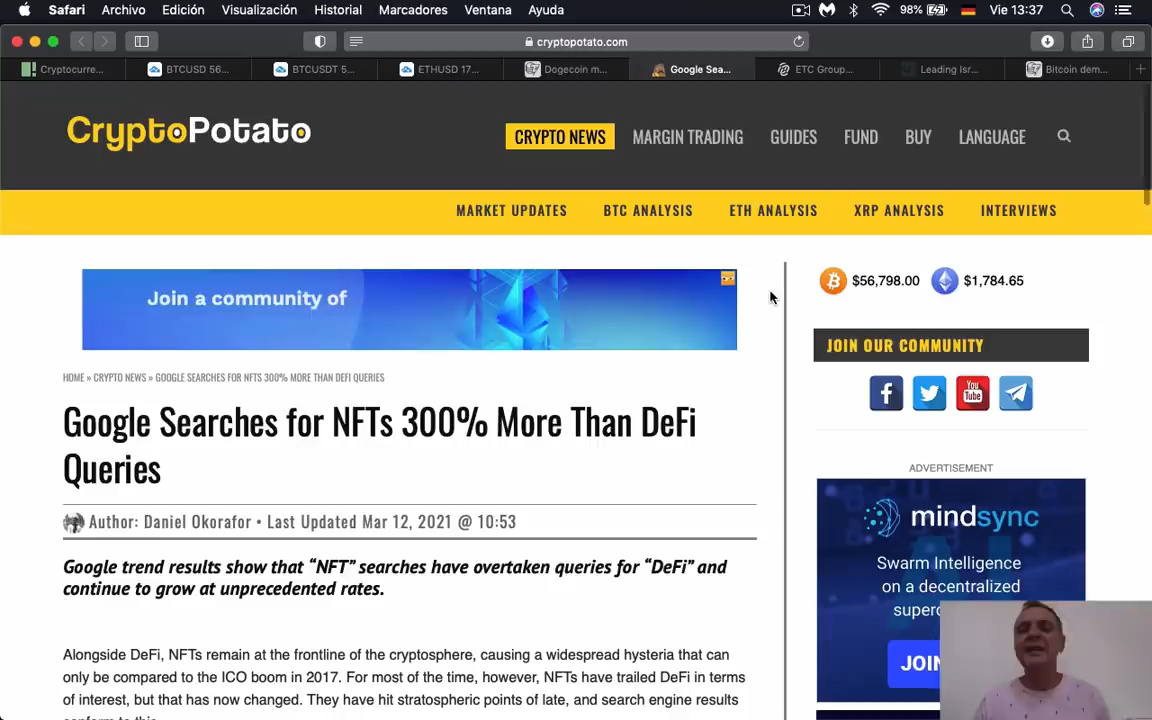 Safari Archivo Edición Visualización Historial Marcadores Ventana Ayuda 98% Vie 13:37
cryptopotato.com
Cryptocurre... BTCUSD 56... BTCUSDT 5... ETHUSD 17... Dogecoin m... Google Sea... ETC Group... Leading Isr... Bitcoin dem...
CryptoPotato
CRYPTO NEWS MARGIN TRADING GUIDES FUND BUY LANGUAGE
MARKET UPDATES BTC ANALYSIS ETH ANALYSIS XRP ANALYSIS INTERVIEWS
Join a community of
$56,798.00 $1,784.65
JOIN OUR COMMUNITY
You Tube
HOME » CRYPTO NEWS » GOOGLE SEARCHES FOR NFTS 300% MORE THAN DEFI QUERIES
Google Searches for NFTs 300% More Than DeFi
Queries
Author: Daniel Okorafor • Last Updated Mar 12, 2021 @ 10:53
Google trend results show that “NFT” searches have overtaken queries for “DeFi” and
continue to grow at unprecedented rates.
Alongside DeFi, NFTs remain at the frontline of the cryptosphere, causing a widespread hysteria that can
only be compared to the ICO boom in 2017. For most of the time, however, NFTs have trailed DeFi in terms
of interest, but that has now changed. They have hit stratospheric points of late, and search engine results
conform to this.
ADVERTISEMENT
mindsync
Swarm Intelligence
on a decentralized
superc
JOIN